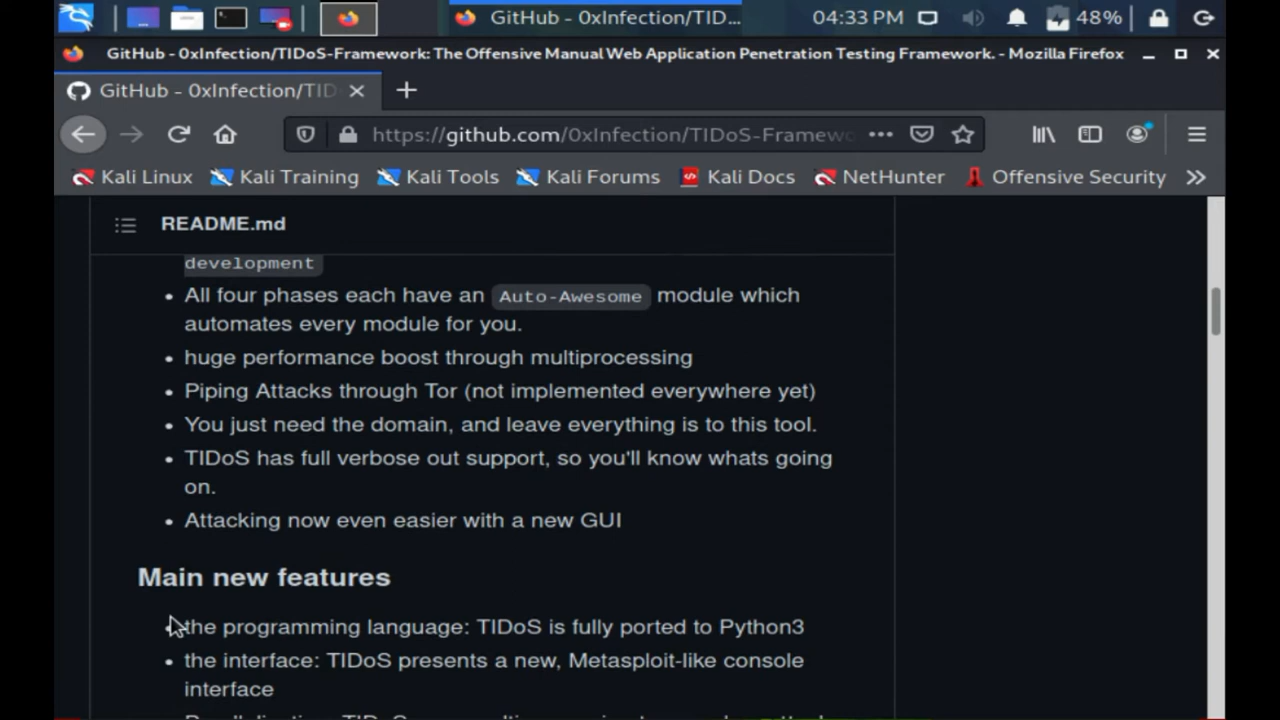 GitHub - 0xInfection/TID...
04:33 PM
48%
GitHub - 0xInfection/TIDoS-Framework: The Offensive Manual Web Application Penetration Testing Framework. - Mozilla Firefox
GitHub - 0xInfection/TID
https://github.com/0xInfection/TIDoS-Framewo
Kali Linux
Kali Training
Kali Tools
Kali Forums
Kali Docs
NetHunter
Offensive Security
README.md
development
• All four phases each have an Auto-Awesome module which
automates every module for you.
• huge performance boost through multiprocessing
• Piping Attacks through Tor (not implemented everywhere yet)
• You just need the domain, and leave everything is to this tool.
• TIDoS has full verbose out support, so you'll know whats going
on.
• Attacking now even easier with a new GUI
Main new features
• the programming language: TIDoS is fully ported to Python3
• the interface: TIDoS presents a new, Metasploit-like console
interface